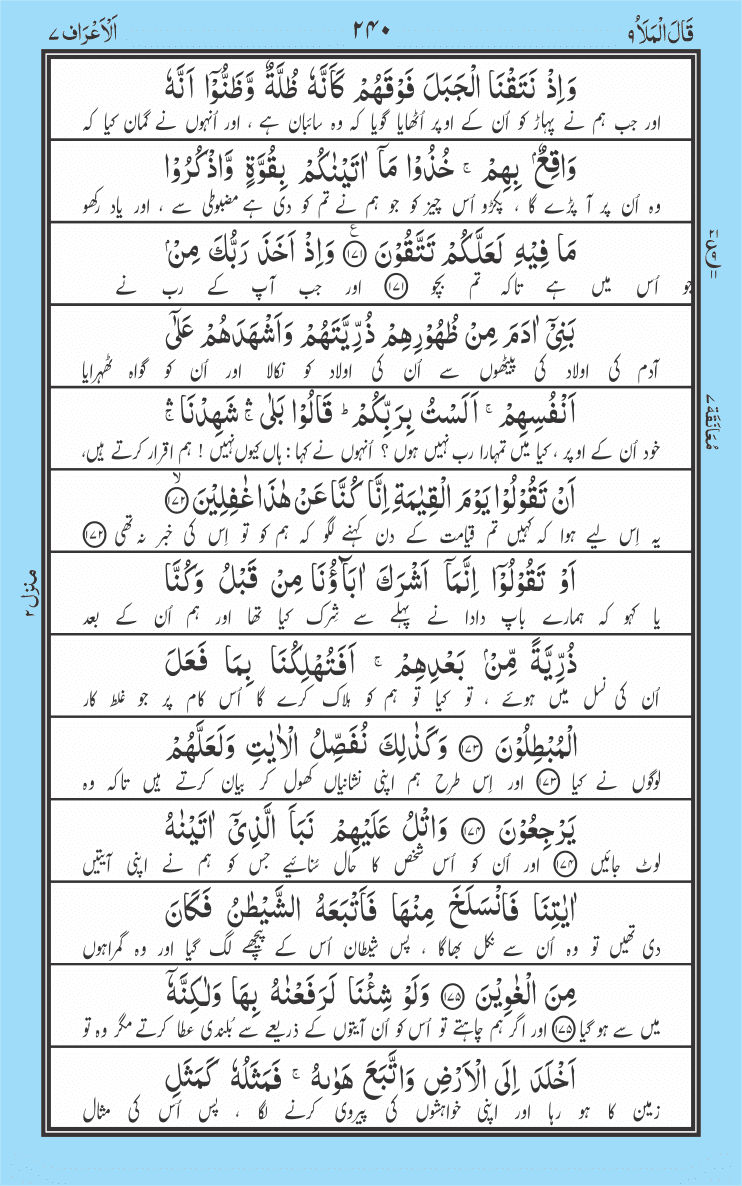 قَالَ الْمَلَاُ ٩
٢٤٠
اَلْاَعْرَاف ٧
وَاِذْ نَتَقْنَا الْجَبَلَ فَوْقَهُمْ كَاَنَّهٗ ظُلَّةٌ وَّظَنُّوْٓا اَنَّهٗ
اور جب ہم نے پہاڑ کو اُن کے اوپر اُٹھایا گویا کہ وہ سائبان ہے ، اور اُنہوں نے گمان کیا کہ
وَاقِعٌۢ بِهِمْ ۚ خُذُوْا مَآ اٰتَيْنٰكُمْ بِقُوَّةٍ وَّاذْكُرُوْا
وہ اُن پر آ پڑے گا ، پکڑو اُس چیز کو جو ہم نے تم کو دی ہے مضبوطی سے ، اور یاد رکھو
مَا فِيْهِ لَعَلَّكُمْ تَتَّقُوْنَ ﴿١٧١﴾ۧ وَاِذْ اَخَذَ رَبُّكَ مِنْۢ
جو اُس میں ہے تاکہ تم بچو ﴿١٧١﴾ اور جب آپ کے رب نے
بَنِيْٓ اٰدَمَ مِنْ ظُهُوْرِهِمْ ذُرِّيَّتَهُمْ وَاَشْهَدَهُمْ عَلٰٓى
آدم کی اولاد کی پیٹھوں سے اُن کی اولاد کو نکالا اور اُن کو گواہ ٹھہرایا
اَنْفُسِهِمْ ۚ اَلَسْتُ بِرَبِّكُمْ ؕ قَالُوْا بَلٰى ۛۚ شَهِدْنَا ۛۚ
خود اُن کے اوپر ، کیا میں تمہارا رب نہیں ہوں ؟ اُنہوں نے کہا : ہاں کیوں نہیں ! ہم اقرار کرتے ہیں،
معانقة ٧
اَنْ تَقُوْلُوْا يَوْمَ الْقِيٰمَةِ اِنَّا كُنَّا عَنْ هٰذَا غٰفِلِيْنَ ﴿١٧٢﴾ۙ
یہ اِس لیے ہوا کہ کہیں تم قیامت کے دن کہنے لگو کہ ہم کو تو اِس کی خبر نہ تھی ﴿١٧٢﴾
اَوْ تَقُوْلُوْٓا اِنَّمَآ اَشْرَكَ اٰبَآؤُنَا مِنْ قَبْلُ وَكُنَّا
یا کہو کہ ہمارے باپ دادا نے پہلے سے شِرک کیا تھا اور ہم اُن کے بعد
منزل ٢
ذُرِّيَّةً مِّنْۢ بَعْدِهِمْ ۚ اَفَتُهْلِكُنَا بِمَا فَعَلَ
اُن کی نسل میں ہوئے ، تو کیا تو ہم کو ہلاک کرے گا اُس کام پر جو غلط کار
الْمُبْطِلُوْنَ ﴿١٧٣﴾ وَكَذٰلِكَ نُفَصِّلُ الْاٰيٰتِ وَلَعَلَّهُمْ
لوگوں نے کیا ﴿١٧٣﴾ اور اِس طرح ہم اپنی نشانیاں کھول کر بیان کرتے ہیں تاکہ وہ
يَرْجِعُوْنَ ﴿١٧٤﴾ وَاتْلُ عَلَيْهِمْ نَبَاَ الَّذِيْٓ اٰتَيْنٰهُ
لوٹ جائیں ﴿١٧٤﴾ اور اُن کو اُس شخص کا حال سُنائیے جس کو ہم نے اپنی آیتیں
اٰيٰتِنَا فَانْسَلَخَ مِنْهَا فَاَتْبَعَهُ الشَّيْطٰنُ فَكَانَ
دی تھیں تو وہ اُن سے نکل بھاگا ، پس شیطان اُس کے پیچھے لگ گیا اور وہ گمراہوں
مِنَ الْغٰوِيْنَ ﴿١٧٥﴾ وَلَوْ شِئْنَا لَرَفَعْنٰهُ بِهَا وَلٰكِنَّهٗٓ
میں سے ہو گیا ﴿١٧٥﴾ اور اگر ہم چاہتے تو اُس کو اُن آیتوں کے ذریعے سے بُلندی عطا کرتے مگر وہ تو
اَخْلَدَ اِلَى الْاَرْضِ وَاتَّبَعَ هَوٰىهُ ۚ فَمَثَلُهٗ كَمَثَلِ
زمین کا ہو رہا اور اپنی خواہشوں کی پیروی کرنے لگا ، پس اُس کی مثال